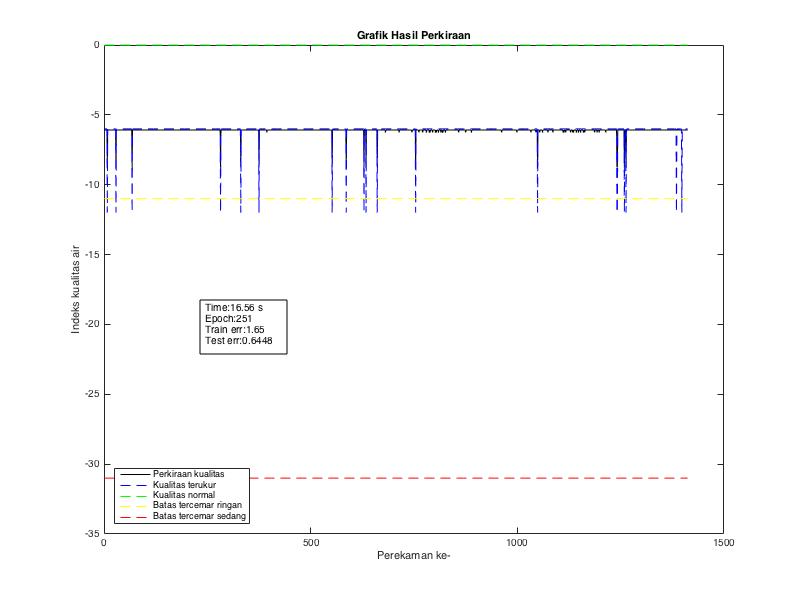 Grafik Hasil Perkiraan
0
-5
-10
-15
-20
-25
-30
-35
Indeks kualitas air
Time:16.56 s
Epoch:251
Train err:1.65
Test err:0.6448
Perkiraan kualitas
Kualitas terukur
Kualitas normal
Batas tercemar ringan
Batas tercemar sedang
0
500
1000
1500
Perekaman ke-